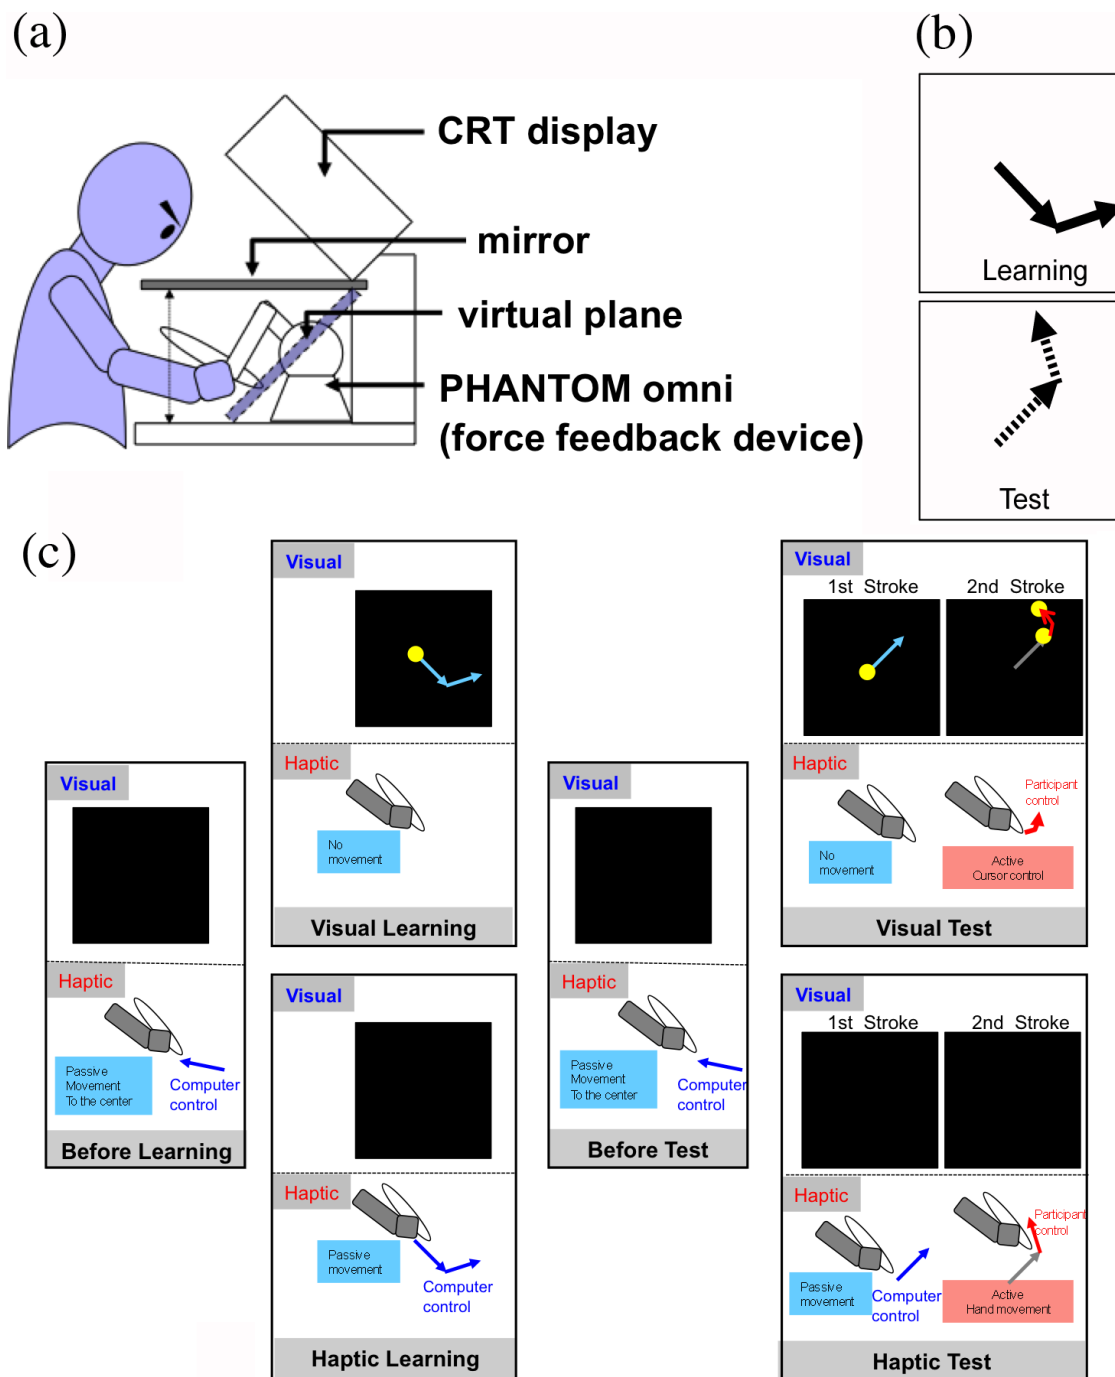 (a)
CRT display
mirror
virtual plane
PHANTOM omni
(force feedback device)
(b)
Learning
Test
(c)
Visual
Haptic
Passive
Movement
To the center
Computer
control
Before Learning
Visual
Haptic
No
movement
Visual Learning
Visual
Haptic
Passive
movement
Computer
control
Haptic Learning
Visual
Haptic
Passive
Movement
To the center
Computer
control
Before Test
Visual
1st Stroke
2nd Stroke
Haptic
Participant
control
No
movement
Active
Cursor control
Visual Test
Visual
1st Stroke
2nd Stroke
Haptic
Participant
control
Passive
movement
Computer
control
Active
Hand movement
Haptic Test